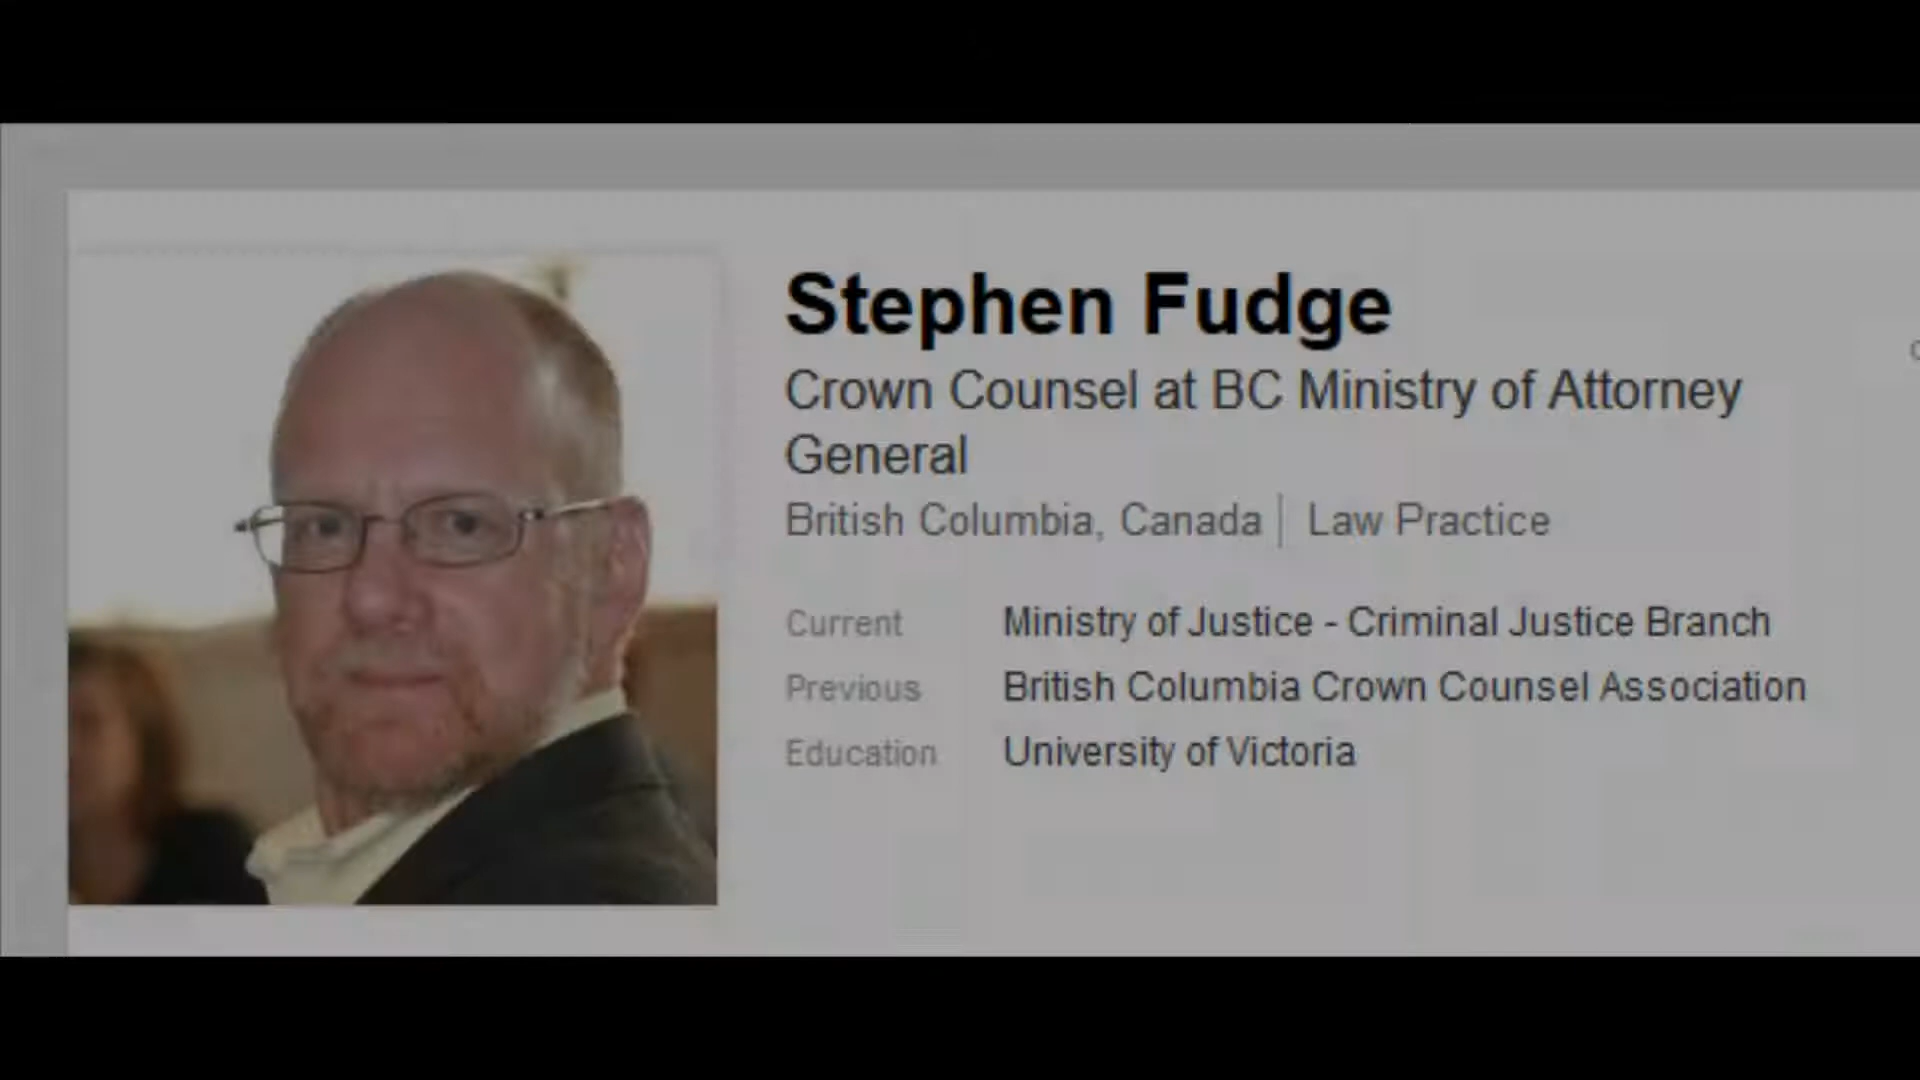 Stephen Fudge
Crown Counsel at BC Ministry of Attorney
General
British Columbia, Canada | Law Practice
Current Ministry of Justice - Criminal Justice Branch
Previous British Columbia Crown Counsel Association
Education University of Victoria